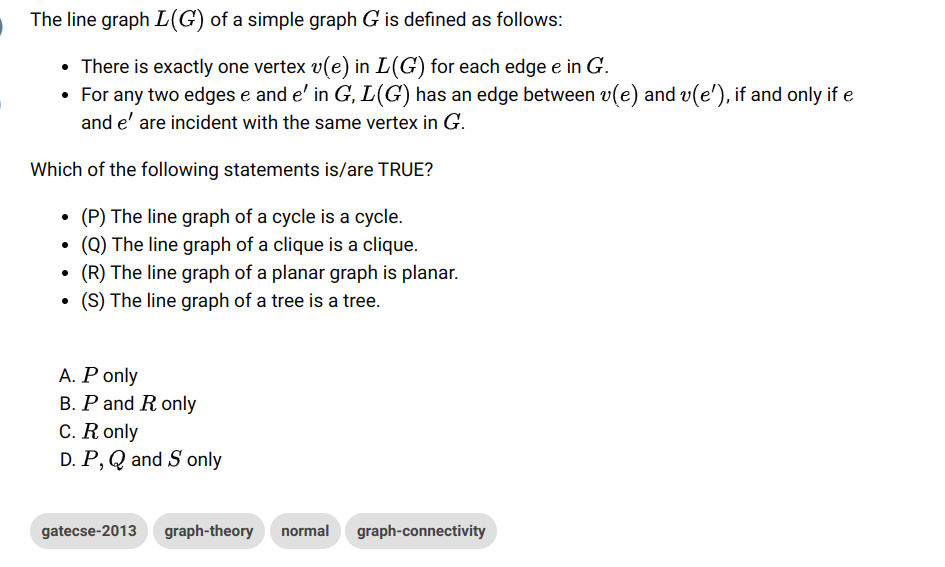 The line graph L(G) of a simple graph G is defined as follows:
• There is exactly one vertex v(e) in L(G) for each edge e in G.
• For any two edges e and e′ in G, L(G) has an edge between v(e) and v(e′), if and only if e
and e′ are incident with the same vertex in G.
Which of the following statements is/are TRUE?
• (P) The line graph of a cycle is a cycle.
• (Q) The line graph of a clique is a clique.
• (R) The line graph of a planar graph is planar.
• (S) The line graph of a tree is a tree.
A. P only
B. P and R only
C. R only
D. P, Q and S only
gatecse-2013 graph-theory normal graph-connectivity